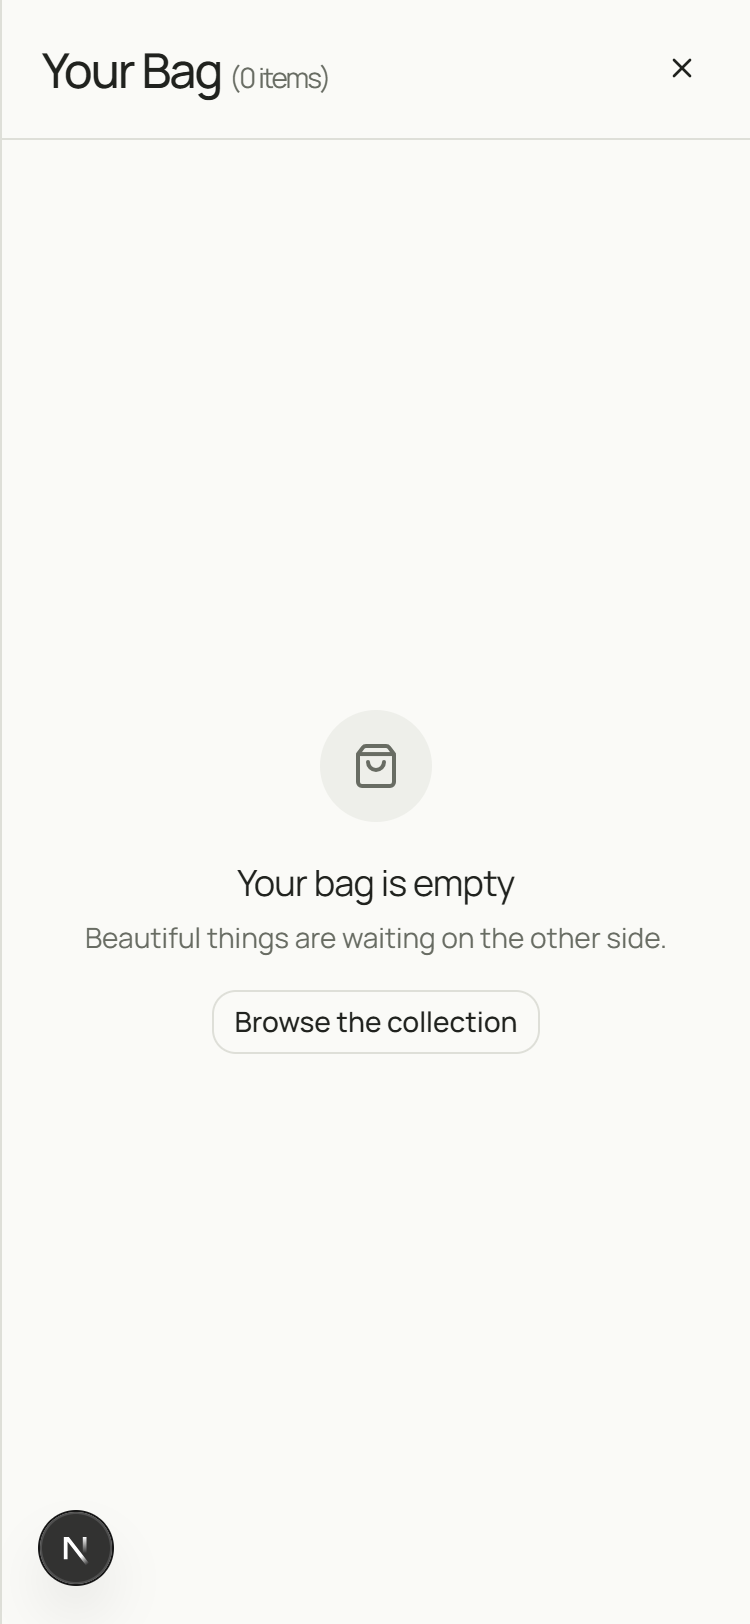 Your Bag (0 items)
Your bag is empty
Beautiful things are waiting on the other side.
Browse the collection
N